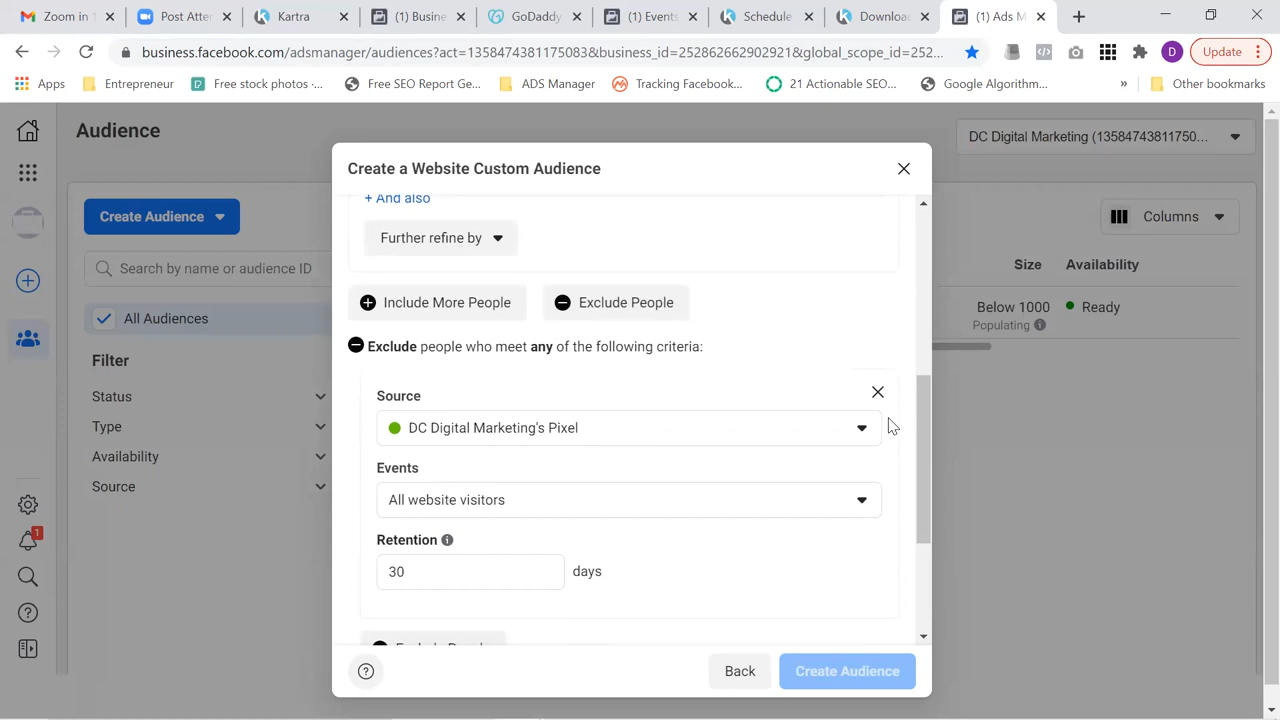 Zoom in 1
Post Atter
Kartra
(1) Busine
GoDaddy
(1) Events
Schedule
Download
(1) Ads M
business.facebook.com/adsmanager/audiences?act=1358474381175083&business_id=252862662902921&global_scope_id=252...
D
Update
Apps
Entrepreneur
Free stock photos -...
Free SEO Report Ge...
ADS Manager
Tracking Facebook...
21 Actionable SEO...
Google Algorithm...
»
Other bookmarks
Audience
DC Digital Marketing (13584743811750...
Create Audience
Columns
Search by name or audience ID
Size
Availability
All Audiences
Below 1000
Ready
Populating
Filter
Status
Type
Availability
Source
1
Create a Website Custom Audience
+ And also
Further refine by
Include More People
Exclude People
Exclude people who meet any of the following criteria:
Source
DC Digital Marketing's Pixel
Events
All website visitors
Retention
30
days
Back
Create Audience